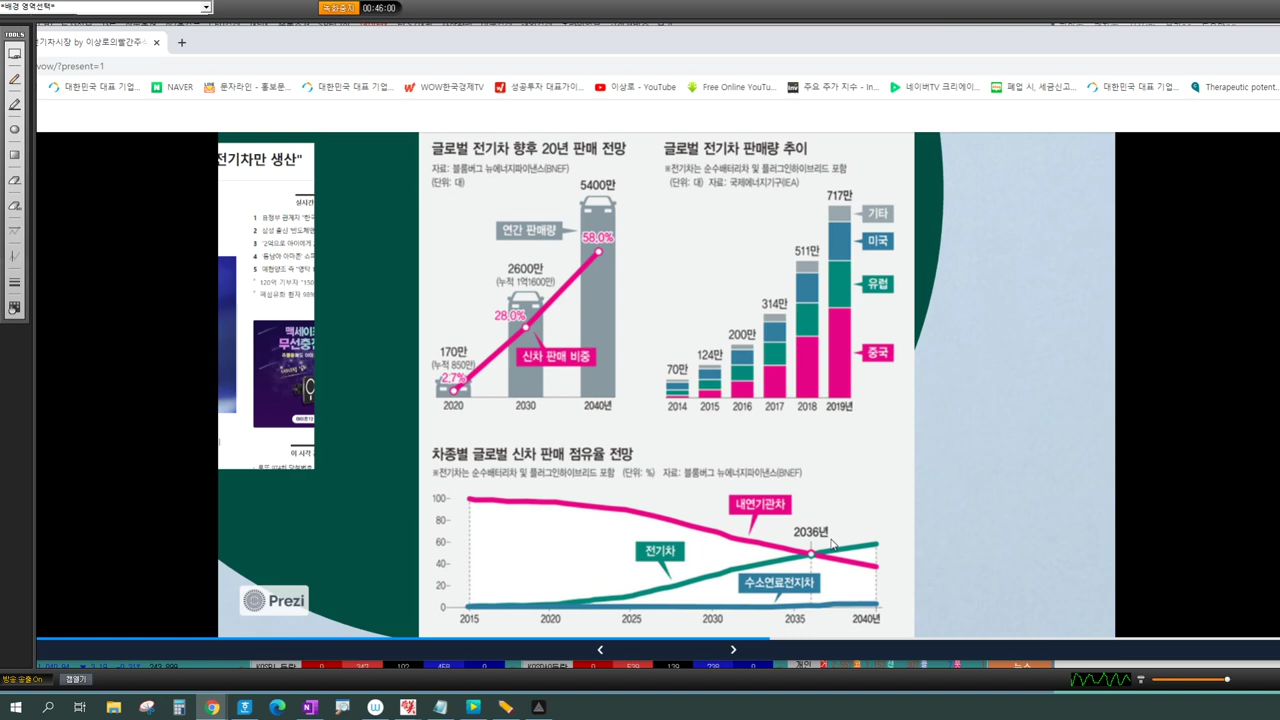 *배경 영역선택*
녹화중지 00:46:00
TOOLS
기차시장 by 이상로의빨간주식
vow/?present=1
대한민국 대표 기업...
NAVER
문자라인 - 홍보문...
대한민국 대표 기업...
WOW한국경제TV
성공투자 대표가이...
이상로 - YouTube
Free Online YouTu...
주요 주가 지수 - In...
네이버TV 크리에이...
폐업 시, 세금신고...
대한민국 대표 기업...
Therapeutic potent...
전기차만 생산"
실시간
1
2
3
4
5
무선충전
이 시각
글로벌 전기차 향후 20년 판매 전망
자료: 블룸버그 뉴에너지파이낸스(BNEF)
(단위: 대)
5400만
연간 판매량
58.0%
2600만
(누적 1억1600만)
28.0%
신차 판매 비중
170만
(누적 850만)
2.7%
2020 2030 2040년
글로벌 전기차 판매량 추이
※전기차는 순수배터리차 및 플러그인하이브리드 포함
(단위: 대) 자료: 국제에너지기구(IEA)
717만
기타
미국
511만
유럽
314만
200만
중국
124만
70만
2014 2015 2016 2017 2018 2019년
차종별 글로벌 신차 판매 점유율 전망
※전기차는 순수배터리차 및 플러그인하이브리드 포함 (단위: %) 자료: 블룸버그 뉴에너지파이낸스(BNEF)
100
80
60
40
20
0
내연기관차
2036년
전기차
수소연료전지차
2015 2020 2025 2030 2035 2040년
Prezi
뉴스
방송 송출 On
캠열기